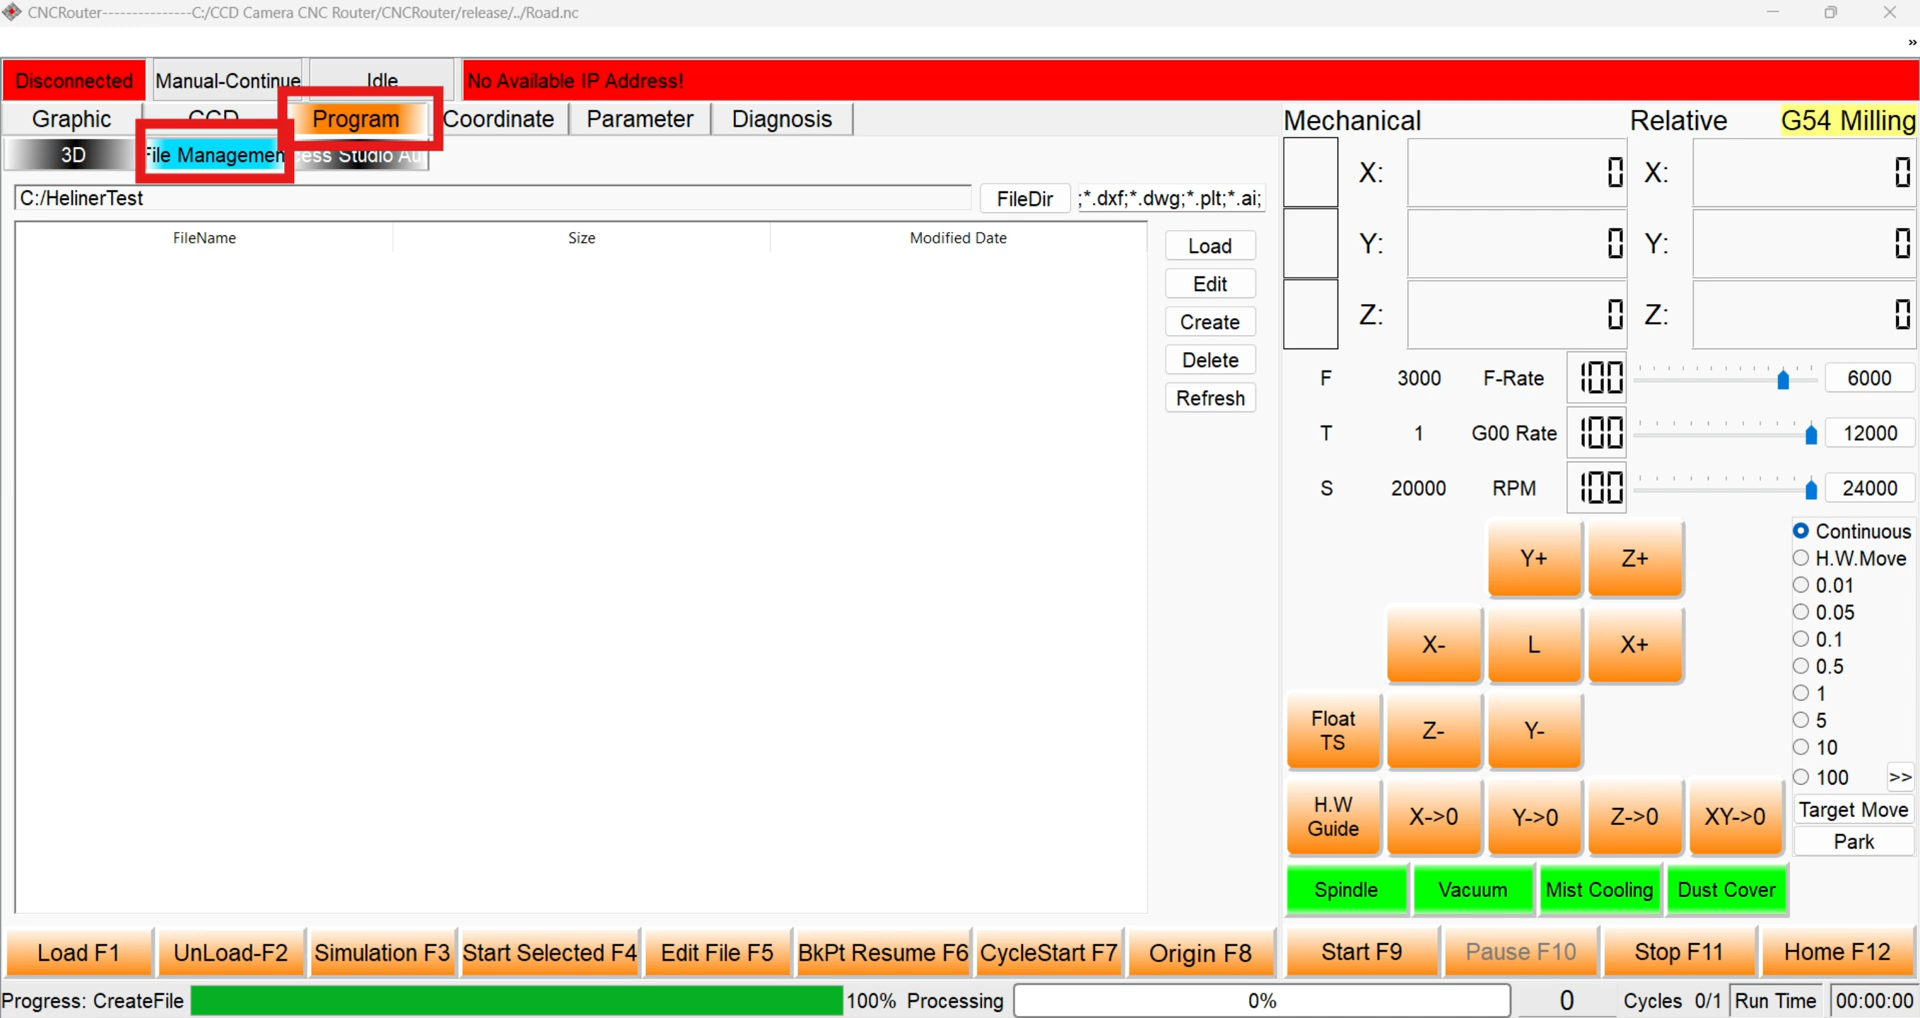 CNCRouter---------------C:/CCD Camera CNC Router/CNCRouter/release/../Road.nc
»
Disconnected Manual-Continue Idle No Available IP Address!
Graphic CCD Program Coordinate Parameter Diagnosis
3D File Managemen cess Studio Au
C:/HelinerTest FileDir ;*.dxf;*.dwg;*.plt;*.ai;
FileName Size Modified Date
Load
Edit
Create
Delete
Refresh
Mechanical Relative G54 Milling
X: 0 X: 0
Y: 0 Y: 0
Z: 0 Z: 0
F 3000 F-Rate 100 6000
T 1 G00 Rate 100 12000
S 20000 RPM 100 24000
Y+ Z+
X- L X+
Float TS Z- Y-
H.W Guide X->0 Y->0 Z->0 XY->0
Continuous
H.W.Move
0.01
0.05
0.1
0.5
1
5
10
100 >>
Target Move
Park
Spindle Vacuum Mist Cooling Dust Cover
Load F1 UnLoad-F2 Simulation F3 Start Selected F4 Edit File F5 BkPt Resume F6 CycleStart F7 Origin F8 Start F9 Pause F10 Stop F11 Home F12
Progress: CreateFile 100% Processing 0% 0 Cycles 0/1 Run Time 00:00:00